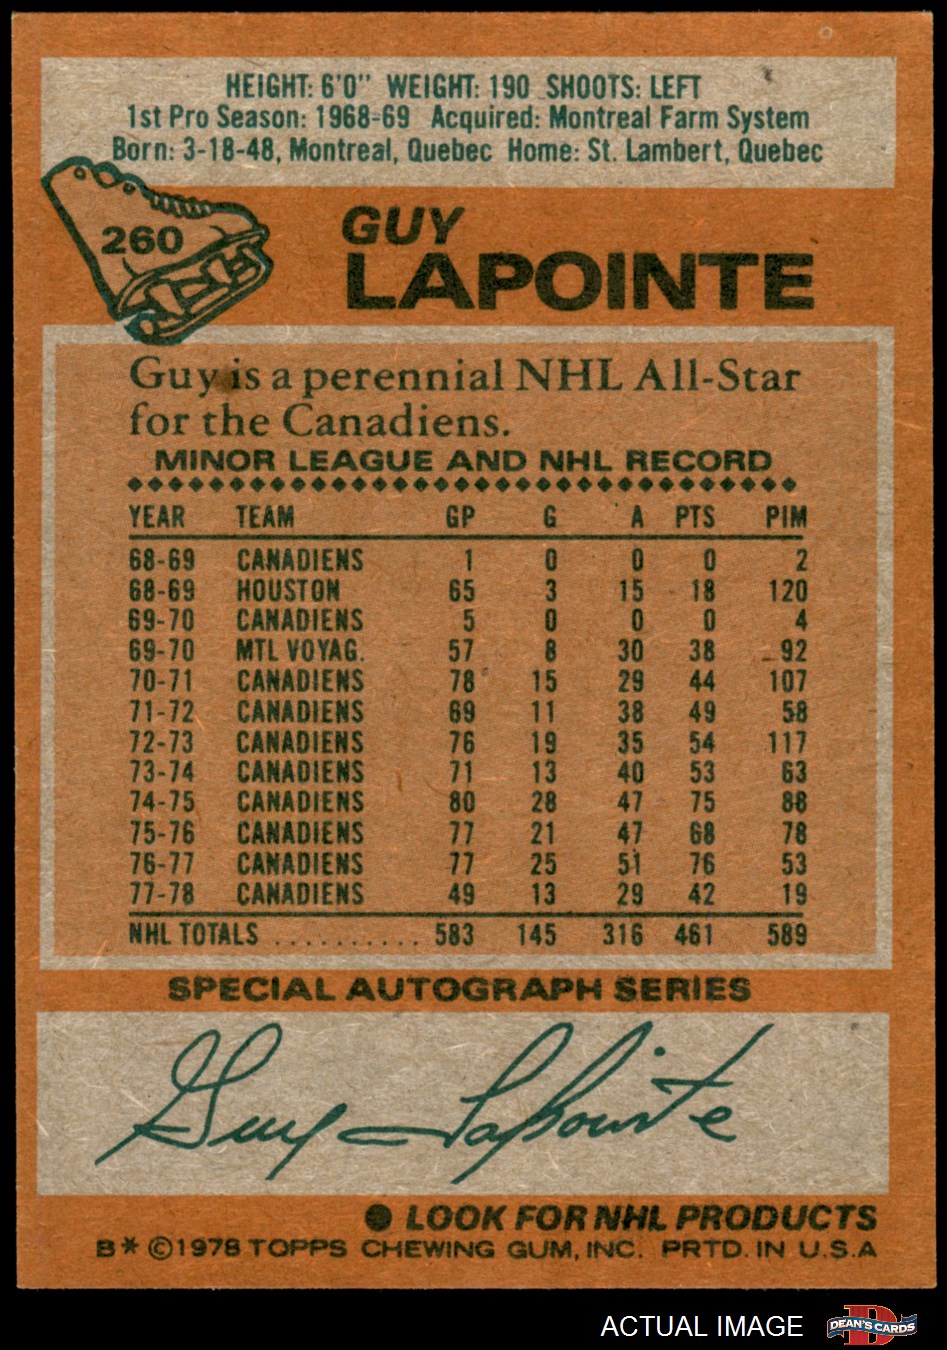 HEIGHT: 6'0" WEIGHT: 190 SHOOTS: LEFT
1st Pro Season: 1968-69 Acquired: Montreal Farm System
Born: 3-18-48, Montreal, Quebec Home: St. Lambert, Quebec
260
GUY
LAPOINTE
Guy is a perennial NHL All-Star
for the Canadiens.
MINOR LEAGUE AND NHL RECORD
YEAR TEAM GP G A PTS PIM
68-69 CANADIENS 1 0 0 0 2
68-69 HOUSTON 65 3 15 18 120
69-70 CANADIENS 5 0 0 0 4
69-70 MTL VOYAG. 57 8 30 38 92
70-71 CANADIENS 78 15 29 44 107
71-72 CANADIENS 69 11 38 49 58
72-73 CANADIENS 76 19 35 54 117
73-74 CANADIENS 71 13 40 53 63
74-75 CANADIENS 80 28 47 75 88
75-76 CANADIENS 77 21 47 68 78
76-77 CANADIENS 77 25 51 76 53
77-78 CANADIENS 49 13 29 42 19
NHL TOTALS .......... 583 145 316 461 589
SPECIAL AUTOGRAPH SERIES
Guy Lapointe
● LOOK FOR NHL PRODUCTS
B* ©1978 TOPPS CHEWING GUM, INC. PRTD. IN U.S.A
ACTUAL IMAGE
D
DEAN'S CARDS